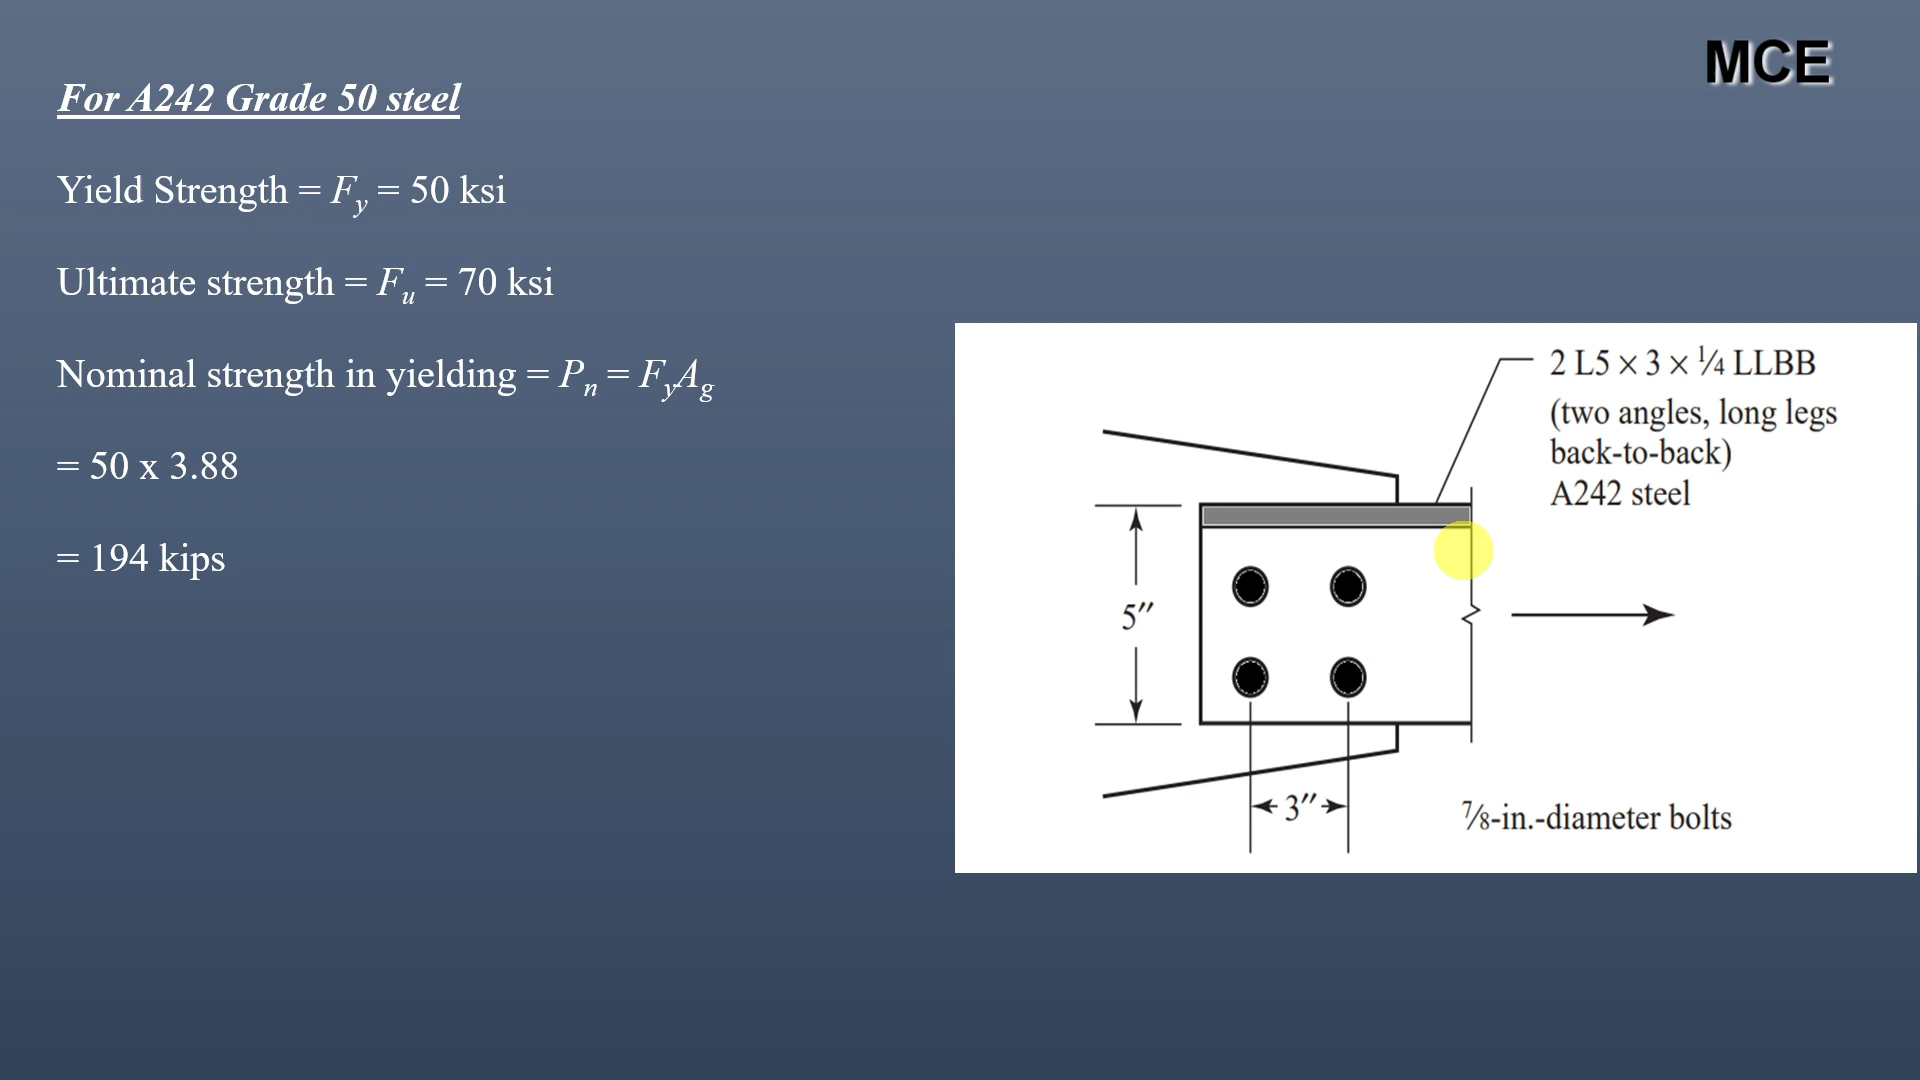 MCE
For A242 Grade 50 steel
Yield Strength = Fy = 50 ksi
Ultimate strength = Fu = 70 ksi
Nominal strength in yielding = Pn = FyAg
= 50 x 3.88
= 194 kips
2 L5 × 3 × ¼ LLBB
(two angles, long legs
back-to-back)
A242 steel
5″
3″
⅞-in.-diameter bolts